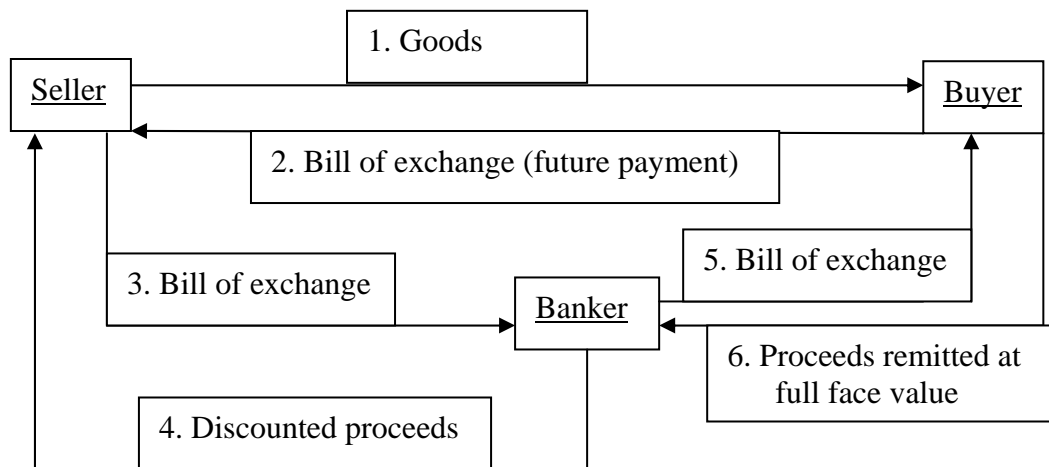 1. Goods
Seller
Buyer
2. Bill of exchange (future payment)
3. Bill of exchange
5. Bill of exchange
Banker
6. Proceeds remitted at
full face value
4. Discounted proceeds